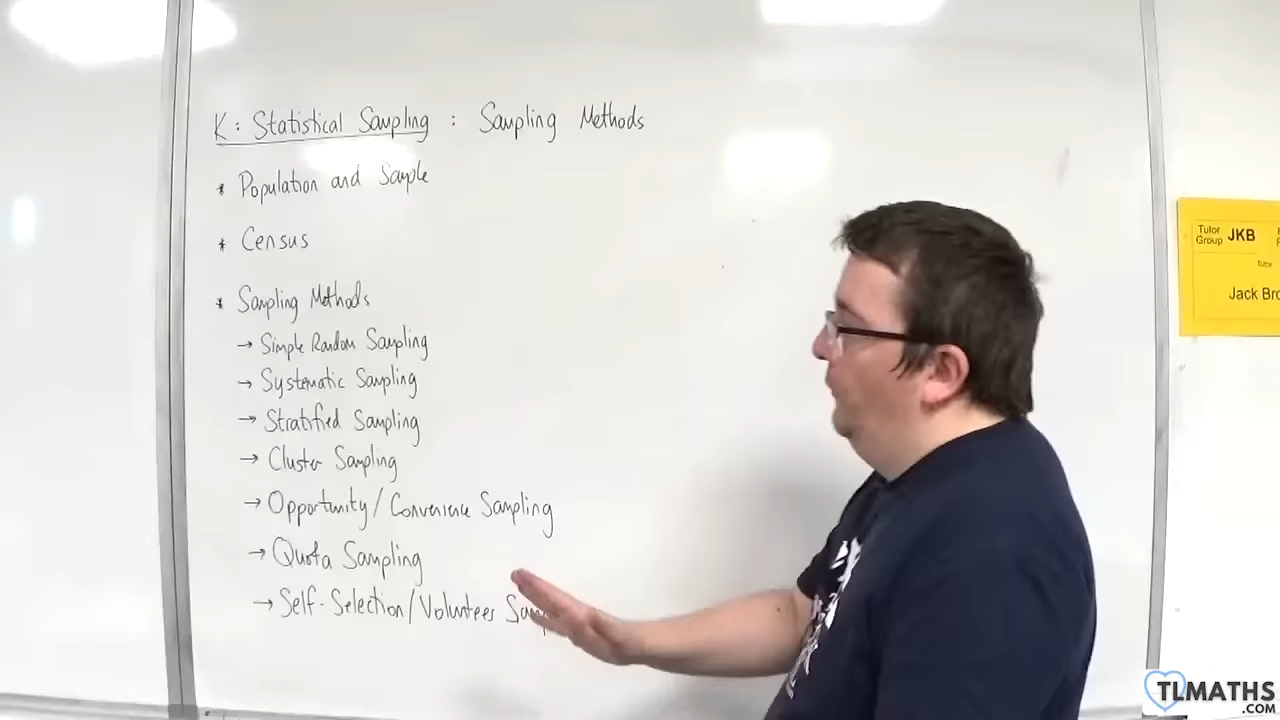 K: Statistical Sampling : Sampling Methods
* Population and Sample
* Census
* Sampling Methods
→ Simple Random Sampling
→ Systematic Sampling
→ Stratified Sampling
→ Cluster Sampling
→ Opportunity/Convenience Sampling
→ Quota Sampling
→ Self-Selection/Volunteer
Tutor Group JKB
Tutor
Jack Bro
TLMATHS
.COM